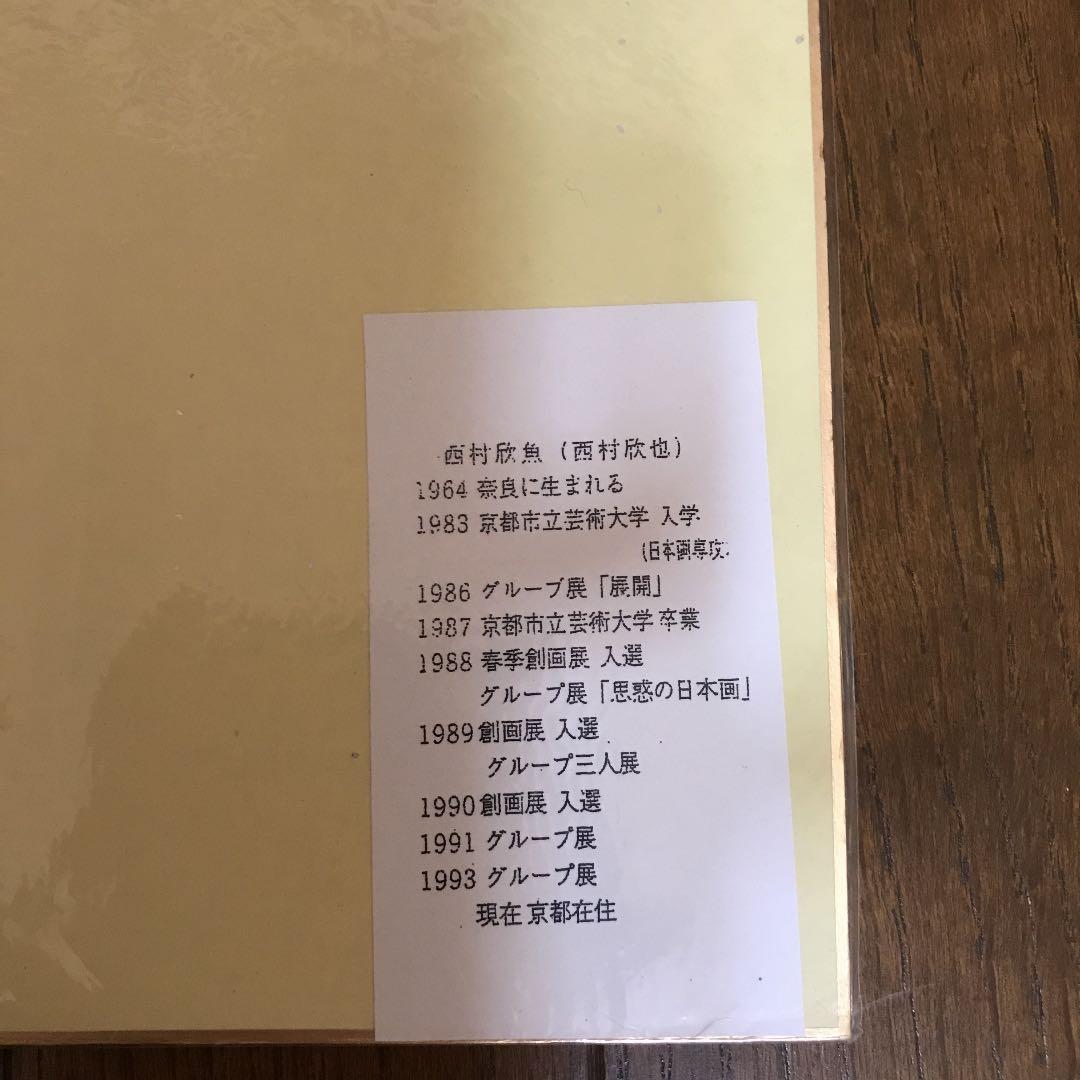 西村欣魚（西村欣也）
1964 奈良に生まれる
1983 京都市立芸術大学 入学
（日本画専攻）
1986 グループ展「展開」
1987 京都市立芸術大学 卒業
1988 春季創画展 入選
グループ展「思惑の日本画」
1989 創画展 入選
グループ三人展
1990 創画展 入選
1991 グループ展
1993 グループ展
現在 京都在住